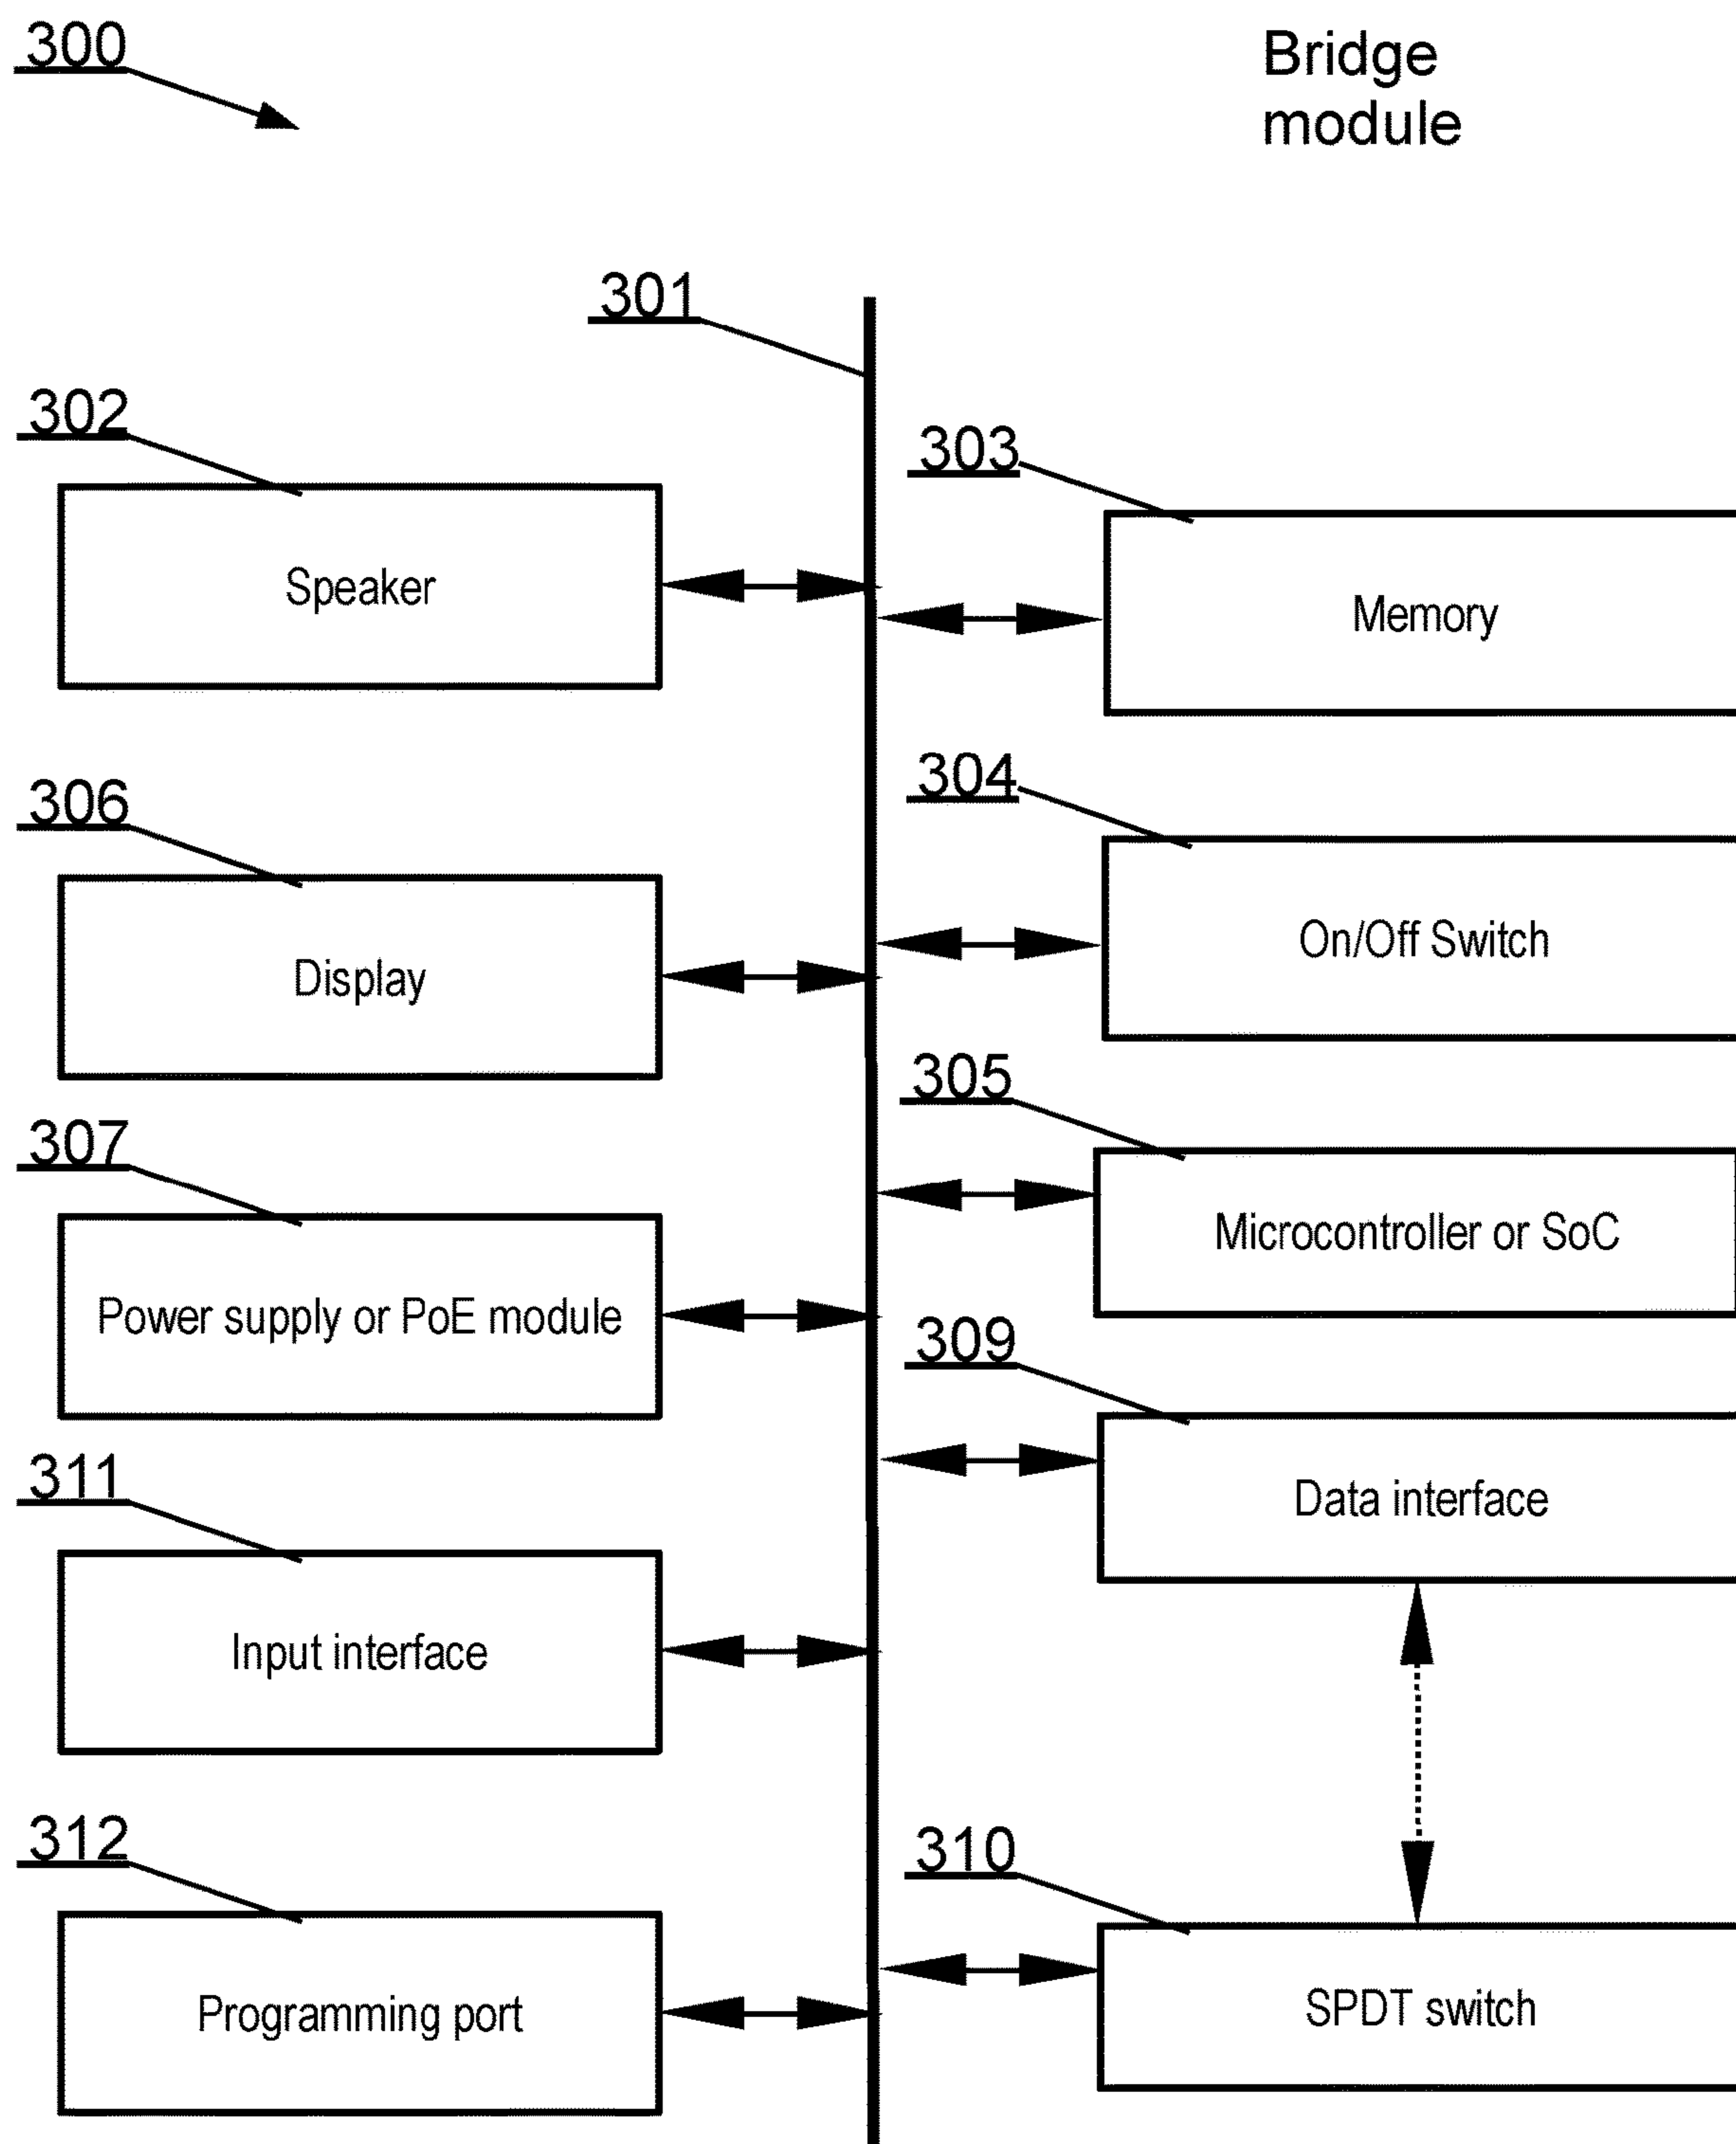 300
Bridge
module
301
302
303
Speaker
Memory
306
304
Display
On/Off Switch
307
305
Power supply or PoE module
Microcontroller or SoC
309
311
Data interface
Input interface
312
310
Programming port
SPDT switch